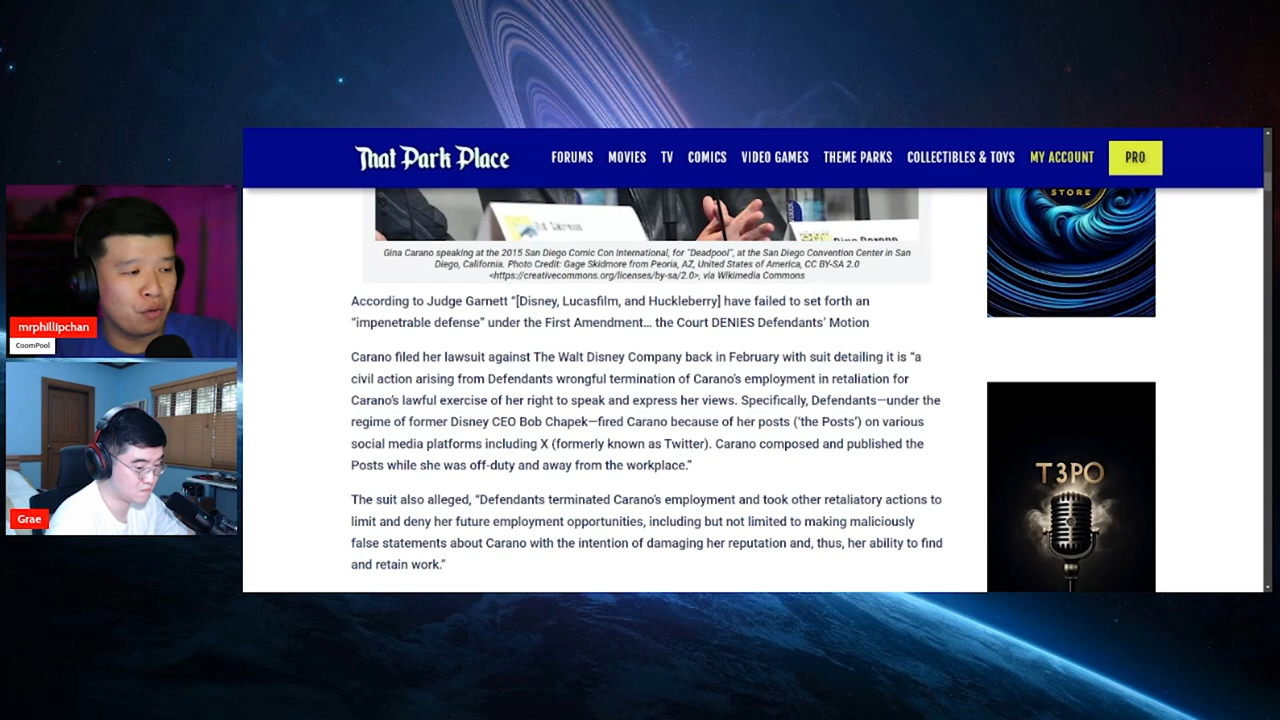 That Park Place
FORUMS MOVIES TV COMICS VIDEO GAMES THEME PARKS COLLECTIBLES & TOYS MY ACCOUNT PRO
STORE
Gina Carano speaking at the 2015 San Diego Comic Con International, for "Deadpool", at the San Diego Convention Center in San
Diego, California. Photo Credit: Gage Skidmore from Peoria, AZ, United States of America, CC BY-SA 2.0
<https://creativecommons.org/licenses/by-sa/2.0>, via Wikimedia Commons
According to Judge Garnett “[Disney, Lucasfilm, and Huckleberry] have failed to set forth an
“impenetrable defense” under the First Amendment… the Court DENIES Defendants’ Motion
Carano filed her lawsuit against The Walt Disney Company back in February with suit detailing it is “a
civil action arising from Defendants wrongful termination of Carano’s employment in retaliation for
Carano’s lawful exercise of her right to speak and express her views. Specifically, Defendants—under the
regime of former Disney CEO Bob Chapek—fired Carano because of her posts (‘the Posts’) on various
social media platforms including X (formerly known as Twitter). Carano composed and published the
Posts while she was off-duty and away from the workplace.”
The suit also alleged, “Defendants terminated Carano’s employment and took other retaliatory actions to
limit and deny her future employment opportunities, including but not limited to making maliciously
false statements about Carano with the intention of damaging her reputation and, thus, her ability to find
and retain work.”
T3PO
mrphillipchan
CoomPool
Grae